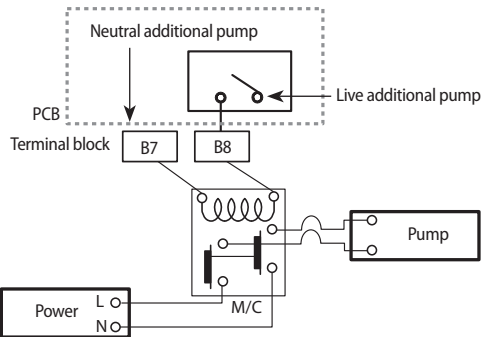 Neutral additional pump
Live additional pump
PCB
Terminal block
B7
B8
Pump
M/C
Power
L
N